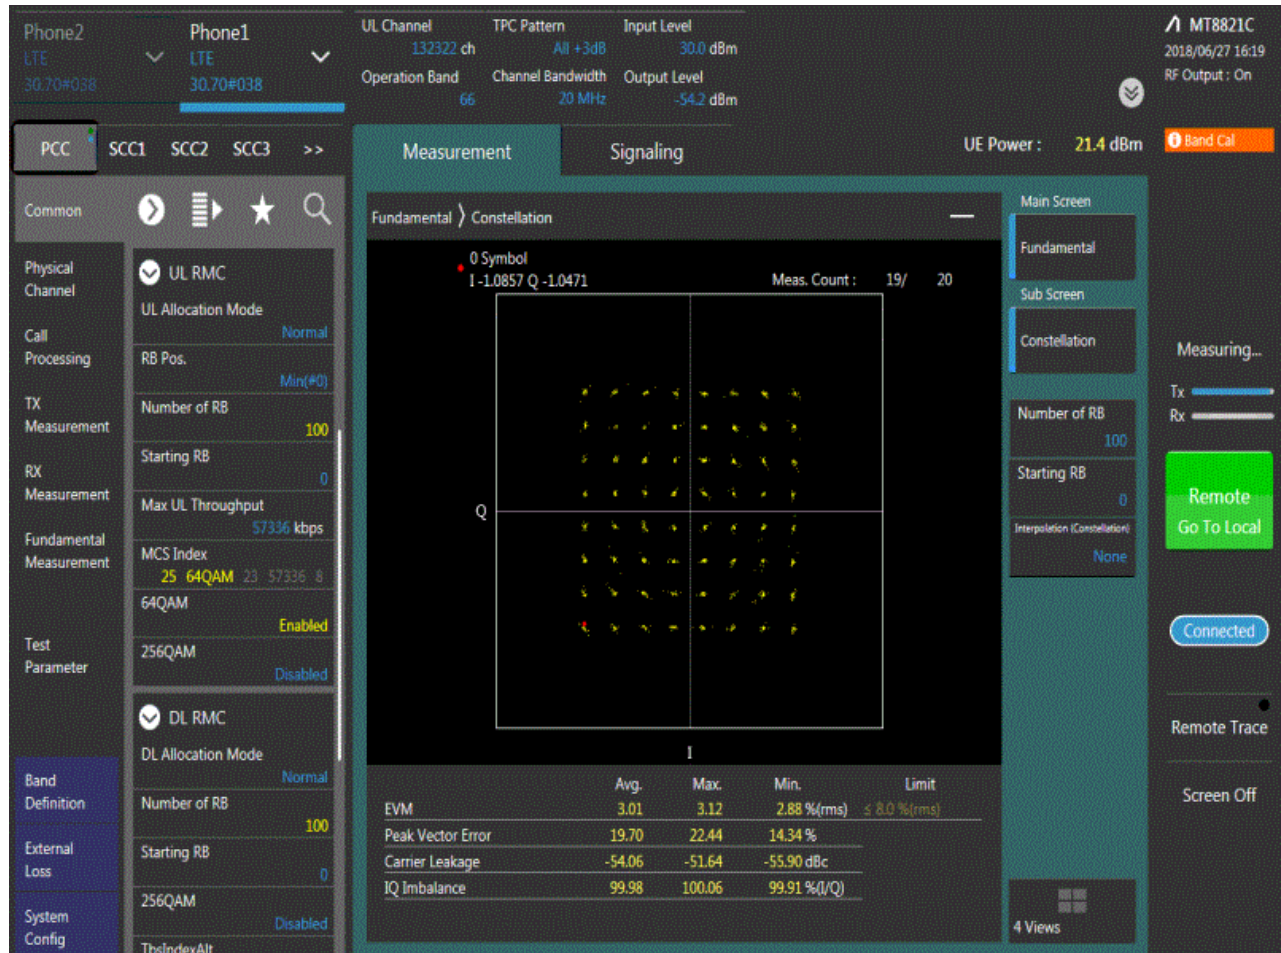 Phone2
LTE
30.70#038
Phone1
LTE
30.70#038
UL Channel
132322 ch
TPC Pattern
All +3dB
Input Level
30.0 dBm
Operation Band
66
Channel Bandwidth
20 MHz
Output Level
-54.2 dBm
MT8821C
2018/06/27 16:19
RF Output : On
PCC SCC1 SCC2 SCC3 >>
Measurement
Signaling
UE Power : 21.4 dBm
Band Cal
Common
Physical
Channel
Call
Processing
TX
Measurement
RX
Measurement
Fundamental
Measurement
Test
Parameter
Band
Definition
External
Loss
System
Config
UL RMC
UL Allocation Mode
Normal
RB Pos.
Min(#0)
Number of RB
100
Starting RB
0
Max UL Throughput
57336 kbps
MCS Index
25 64QAM 23 57336 8
64QAM
Enabled
256QAM
Disabled
DL RMC
DL Allocation Mode
Normal
Number of RB
100
Starting RB
0
256QAM
Disabled
TbsIndexAlt
Fundamental 〉Constellation
0 Symbol
I -1.0857 Q -1.0471
Meas. Count : 19/ 20
Q
I
Avg. Max. Min. Limit
EVM 3.01 3.12 2.88 %(rms) ≤ 8.0 %(rms)
Peak Vector Error 19.70 22.44 14.34 %
Carrier Leakage -54.06 -51.64 -55.90 dBc
IQ Imbalance 99.98 100.06 99.91 %(I/Q)
Main Screen
Fundamental
Sub Screen
Constellation
Number of RB
100
Starting RB
0
Interpolation (Constellation)
None
4 Views
Measuring...
Tx
Rx
Remote
Go To Local
Connected
Remote Trace
Screen Off